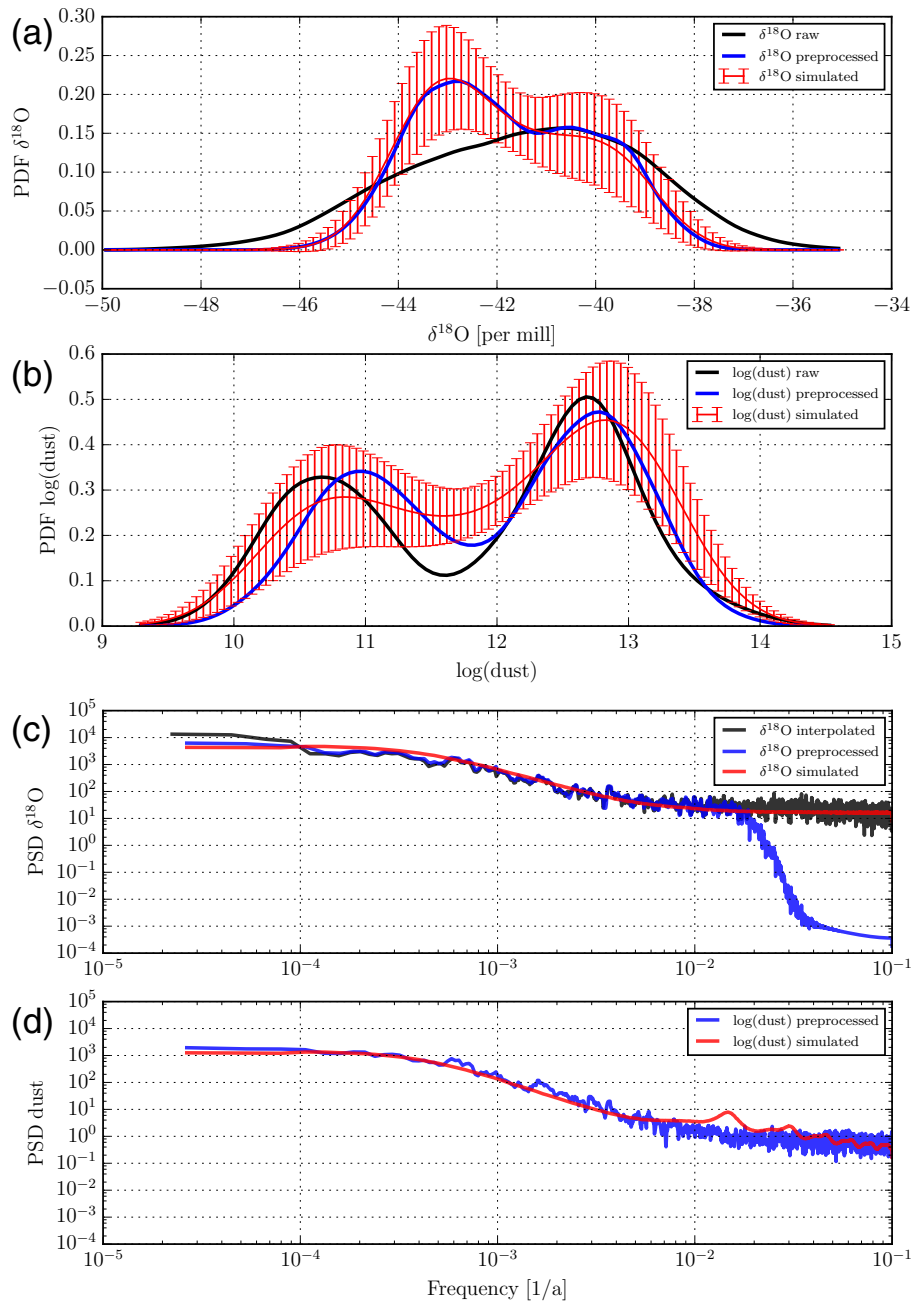 (a)
0.30
0.25
0.20
0.15
0.10
0.05
0.00
−0.05
PDF δ¹⁸O
δ¹⁸O raw
δ¹⁸O preprocessed
δ¹⁸O simulated
−50 −48 −46 −44 −42 −40 −38 −36 −34
δ¹⁸O [per mill]
(b)
0.6
0.5
0.4
0.3
0.2
0.1
0.0
PDF log(dust)
log(dust) raw
log(dust) preprocessed
log(dust) simulated
9 10 11 12 13 14 15
log(dust)
(c)
10⁵
10⁴
10³
10²
10¹
10⁰
10⁻¹
10⁻²
10⁻³
10⁻⁴
PSD δ¹⁸O
δ¹⁸O interpolated
δ¹⁸O preprocessed
δ¹⁸O simulated
10⁻⁵ 10⁻⁴ 10⁻³ 10⁻² 10⁻¹
(d)
10⁵
10⁴
10³
10²
10¹
10⁰
10⁻¹
10⁻²
10⁻³
10⁻⁴
PSD dust
log(dust) preprocessed
log(dust) simulated
10⁻⁵ 10⁻⁴ 10⁻³ 10⁻² 10⁻¹
Frequency [1/a]